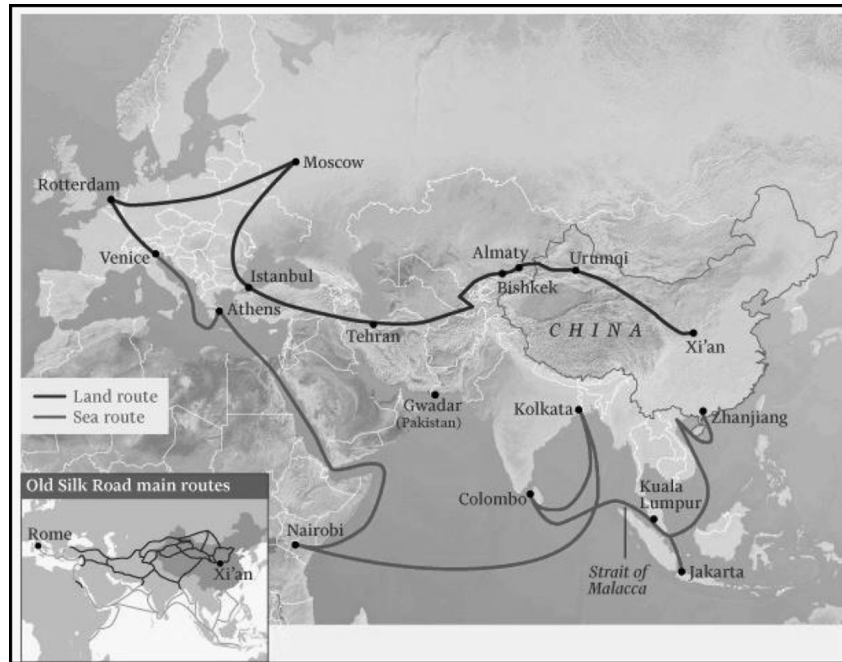 Moscow
Rotterdam
Venice
Istanbul
Athens
Almaty
Urumqi
Bishkek
Tehran
CHINA
Xi'an
Land route
Sea route
Gwadar
(Pakistan)
Kolkata
Zhanjiang
Colombo
Kuala
Lumpur
Nairobi
Strait of
Malacca
Jakarta
Old Silk Road main routes
Rome
Xi'an